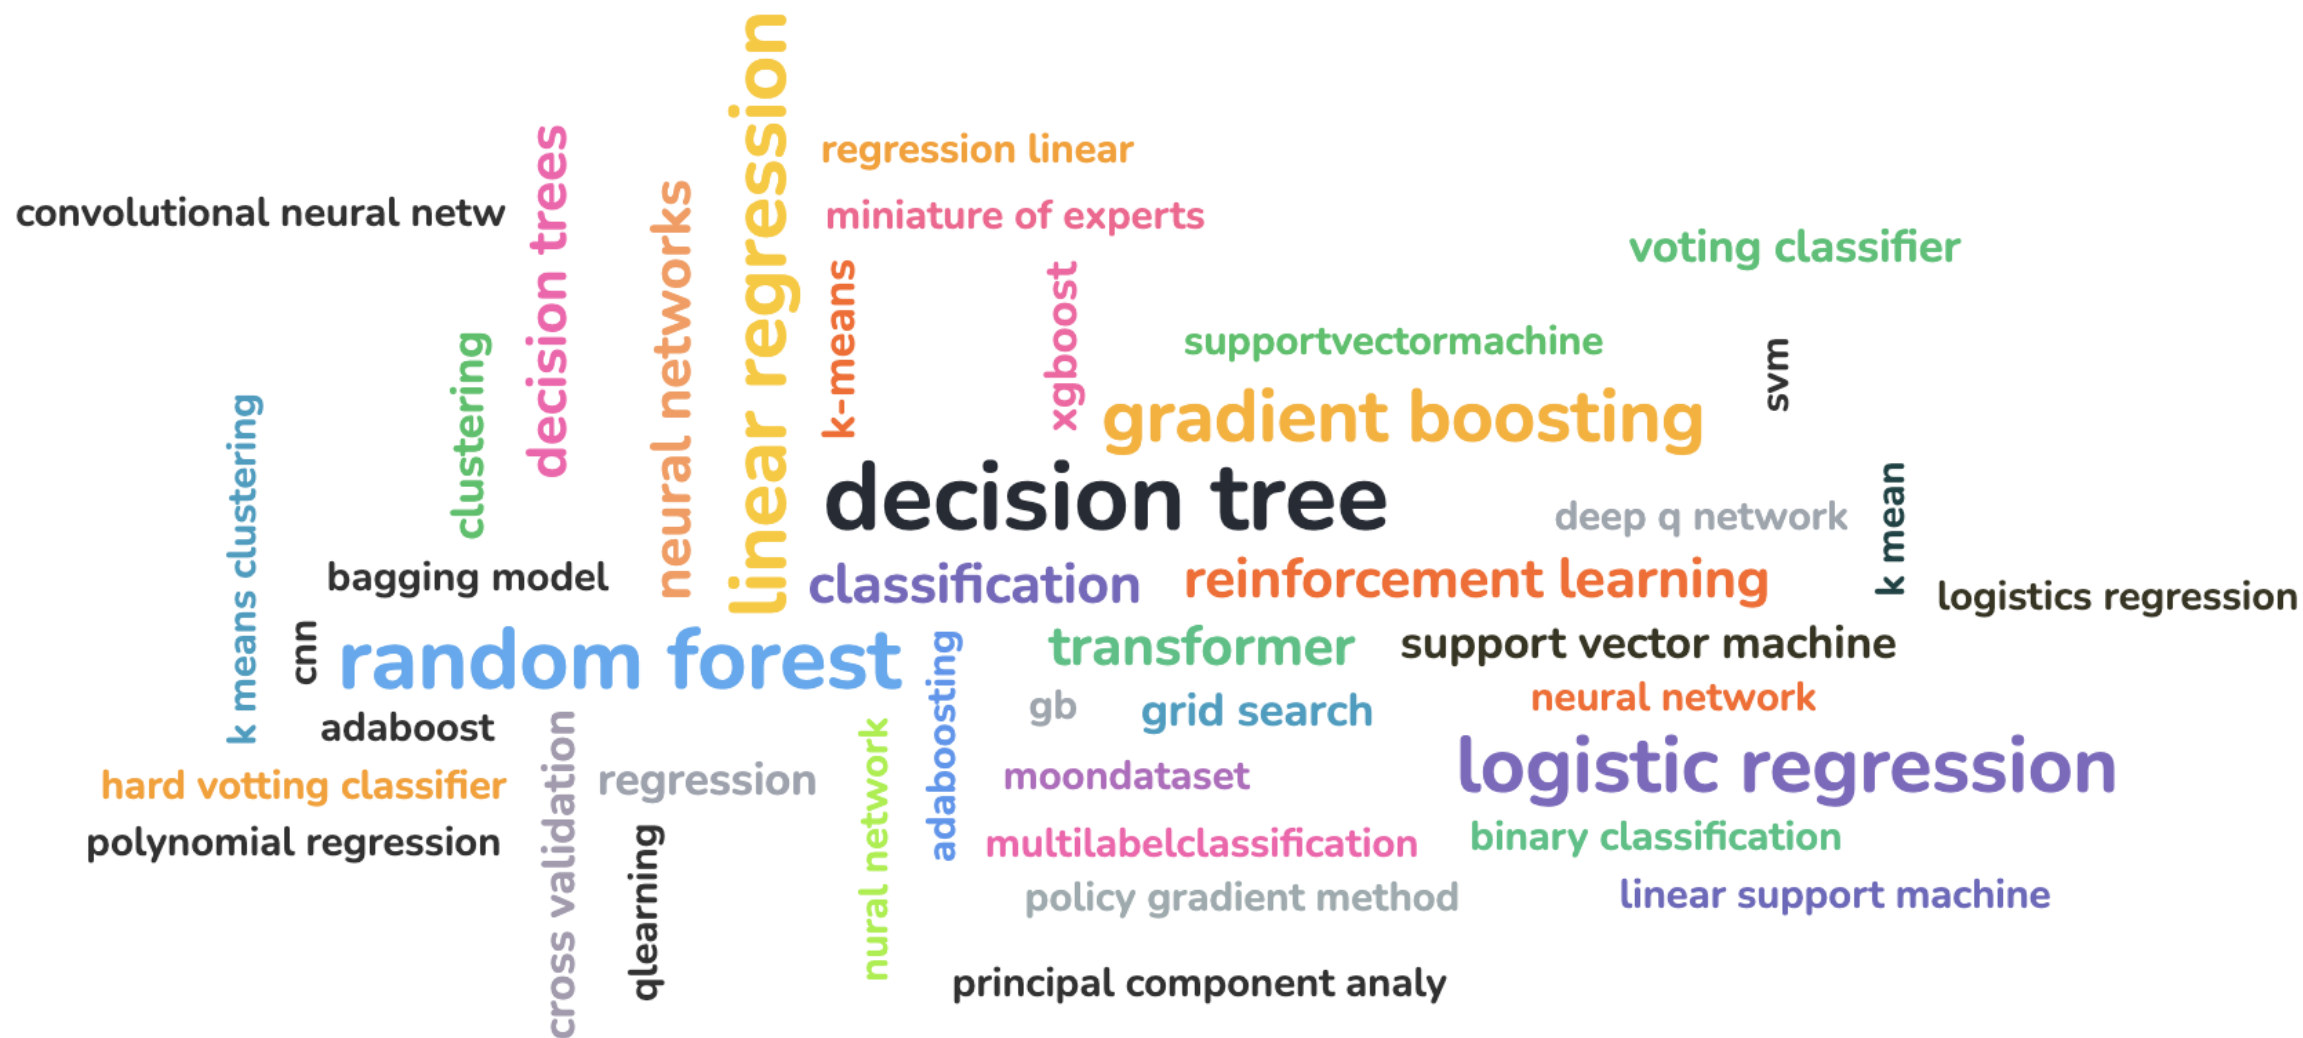 linear regression
decision trees
regression linear
neural networks
convolutional neural netw
miniature of experts
voting classifier
k-means
xgboost
clustering
supportvectormachine
svm
gradient boosting
k means clustering
decision tree
deep q network
k mean
bagging model
classification
reinforcement learning
logistics regression
cnn
random forest
adaboosting
transformer
support vector machine
gb
grid search
neural network
adaboost
cross validation
nural network
hard votting classifier
regression
moondataset
logistic regression
polynomial regression
qlearning
multilabelclassification
binary classification
policy gradient method
linear support machine
principal component analy